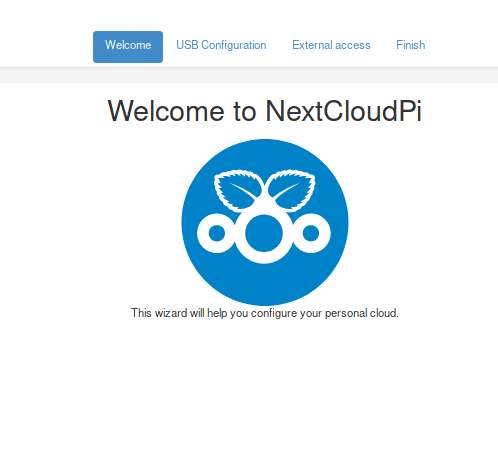 Welcome USB Configuration External access Finish
Welcome to NextCloudPi
This wizard will help you configure your personal cloud.